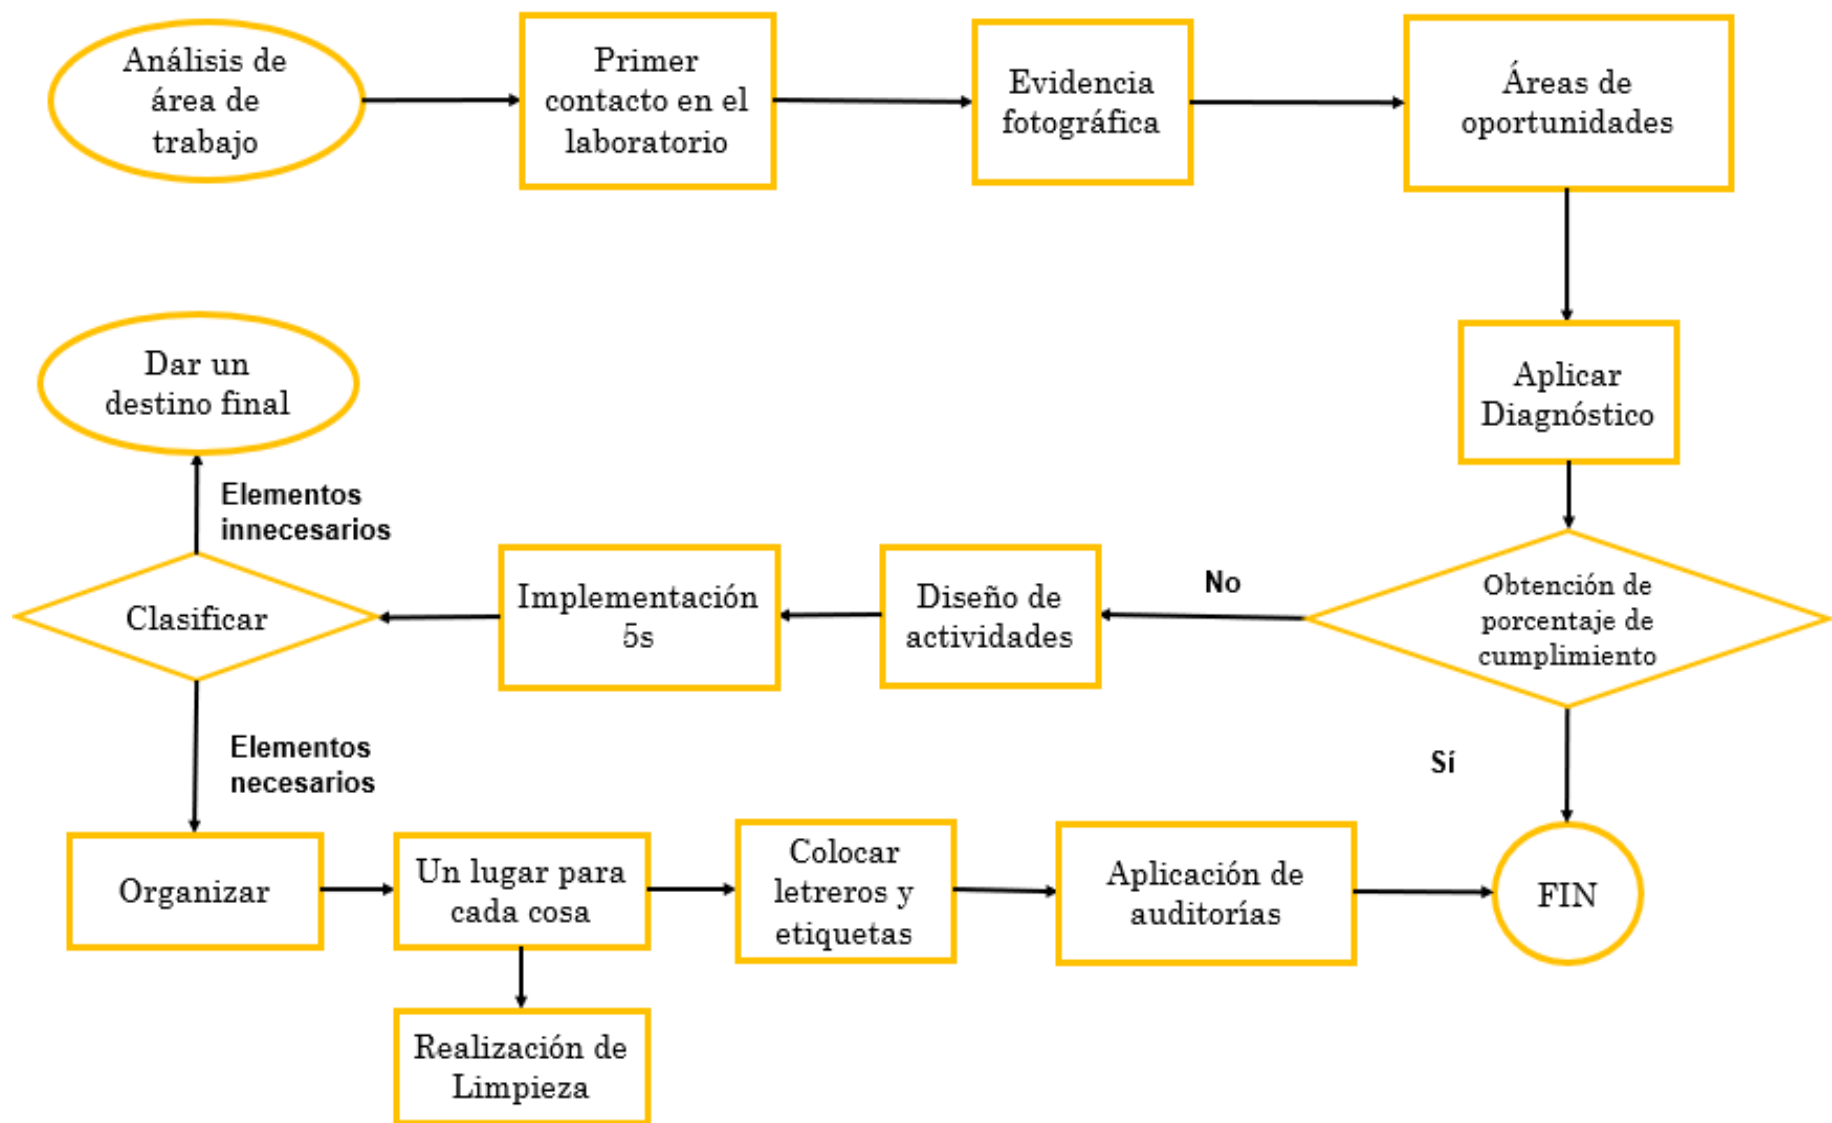 Análisis de
área de
trabajo
Primer
contacto en el
laboratorio
Evidencia
fotográfica
Áreas de
oportunidades
Aplicar
Diagnóstico
Obtención de
porcentaje de
cumplimiento
No
Sí
Diseño de
actividades
Implementación
5s
Clasificar
Elementos
innecesarios
Dar un
destino final
Elementos
necesarios
Organizar
Un lugar para
cada cosa
Realización de
Limpieza
Colocar
letreros y
etiquetas
Aplicación de
auditorías
FIN